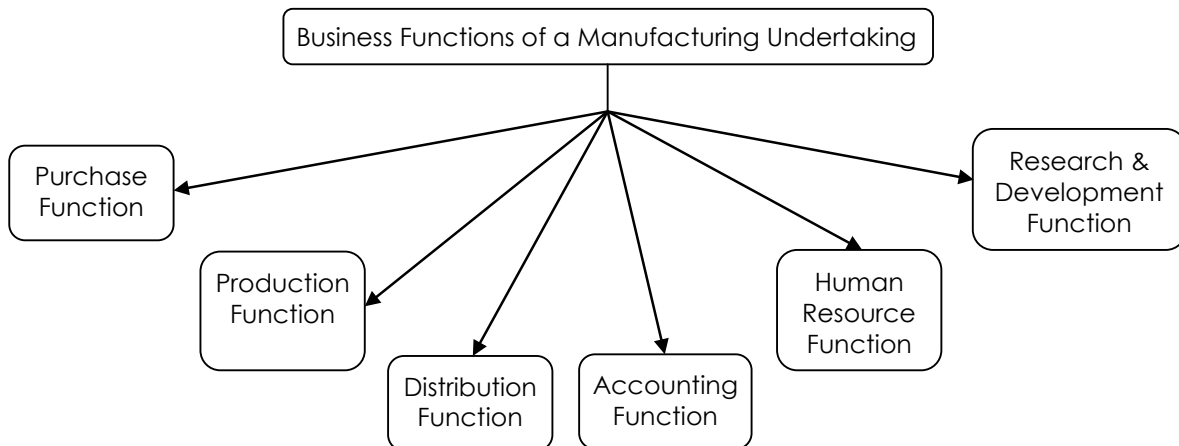 Business Functions of a Manufacturing Undertaking
Purchase
Function
Production
Function
Distribution
Function
Accounting
Function
Human
Resource
Function
Research &
Development
Function